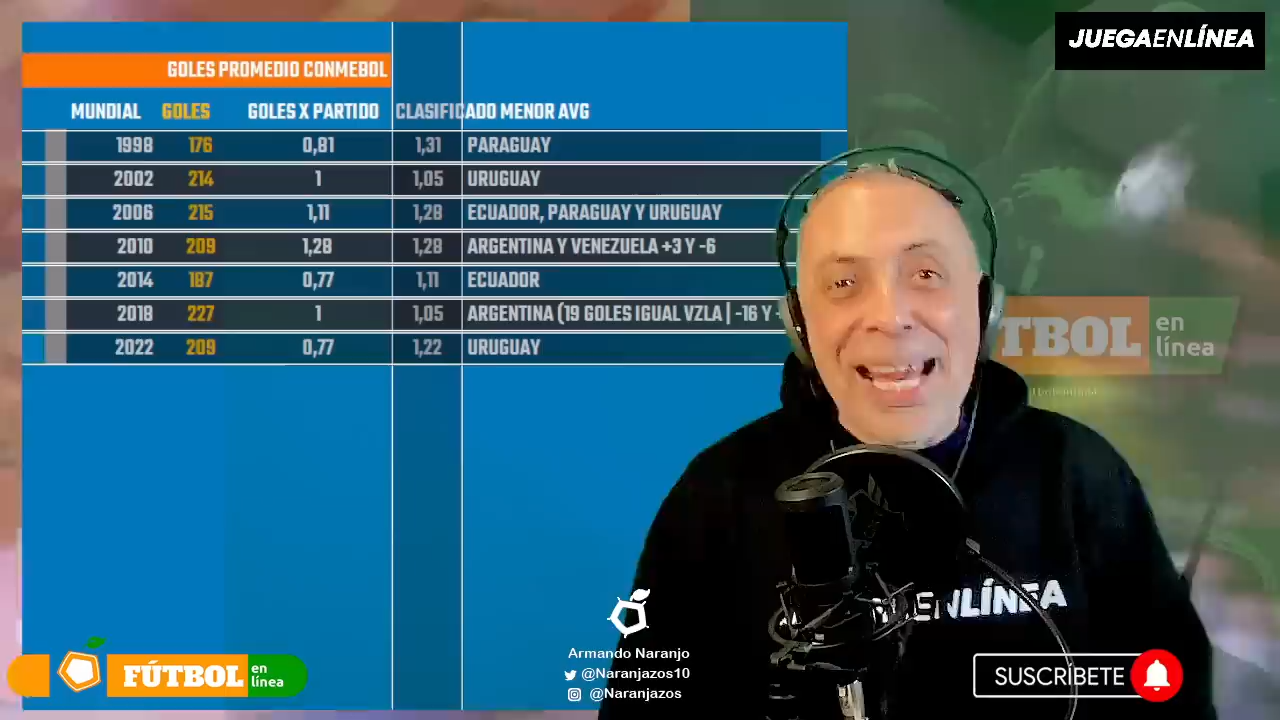 JUEGAENLÍNEA
GOLES PROMEDIO CONMEBOL
MUNDIAL GOLES GOLES X PARTIDO CLASIFICADO MENOR AVG
1998 176 0,81 1,31 PARAGUAY
2002 214 1 1,05 URUGUAY
2006 215 1,11 1,28 ECUADOR, PARAGUAY Y URUGUAY
2010 209 1,28 1,28 ARGENTINA Y VENEZUELA +3 Y -6
2014 187 0,77 1,11 ECUADOR
2018 227 1 1,05 ARGENTINA (19 GOLES IGUAL VZLA | -16 Y -
2022 209 0,77 1,22 URUGUAY
TBOL en
línea
ENLÍNEA
Armando Naranjo
@Naranjazos10
@Naranjazos
FÚTBOL en
línea
SUSCRÍBETE